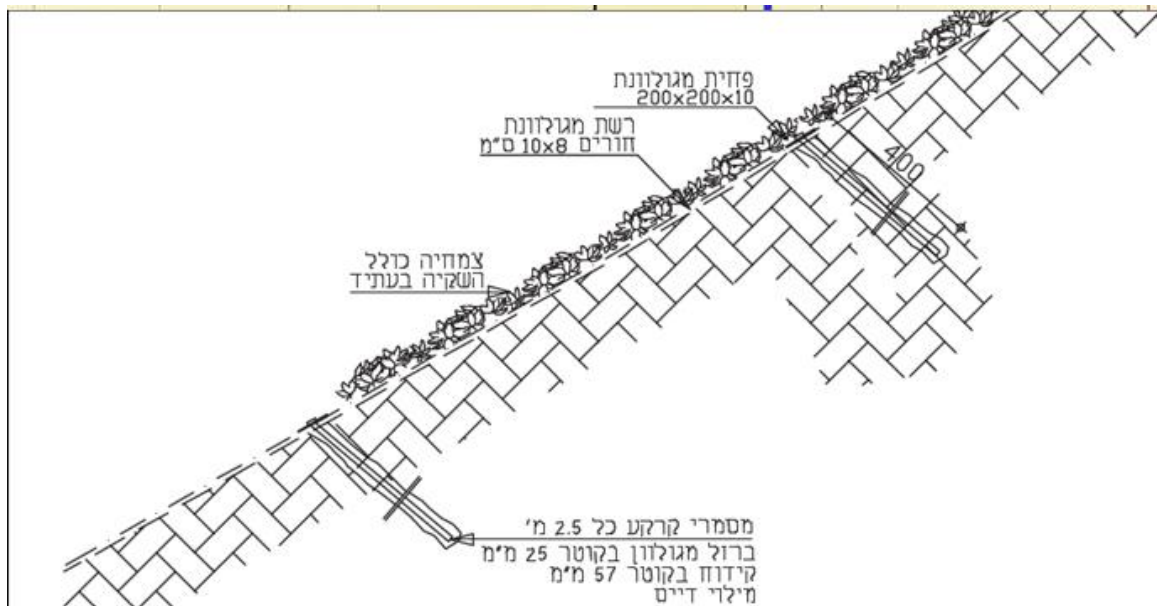 פחית מגולוונת
200x200x10
רשת מגולוונת
חורים 10x8 ס"מ
400
צמחיה כולל
השקיה בעתיד
מסמרי קרקע כל 2.5 מ'
ברזל מגולוון בקוטר 25 מ"מ
קידוח בקוטר 57 מ"מ
מילוי דייס